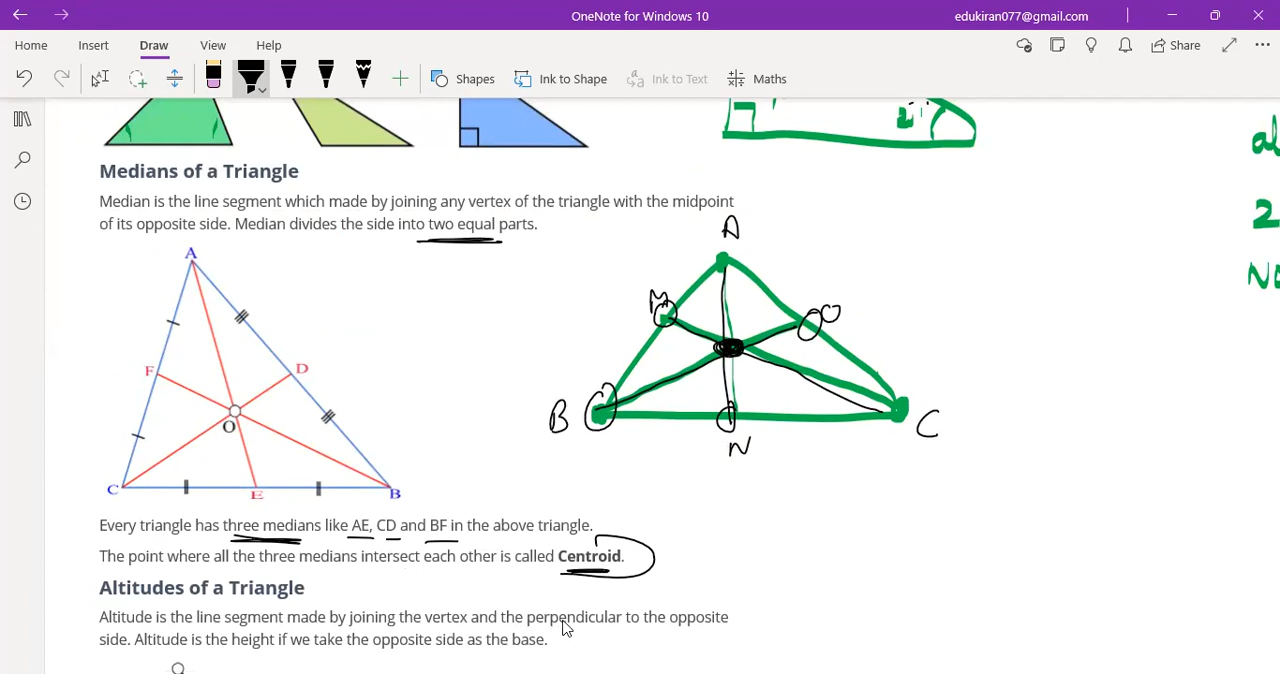 OneNote for Windows 10
edukiran077@gmail.com
Home Insert Draw View Help
Share
Shapes Ink to Shape Ink to Text Maths
Medians of a Triangle
Median is the line segment which made by joining any vertex of the triangle with the midpoint
of its opposite side. Median divides the side into two equal parts.
A
F
D
O
C
E
B
A
M
O
B
C
N
2
Every triangle has three medians like AE, CD and BF in the above triangle.
The point where all the three medians intersect each other is called Centroid.
Altitudes of a Triangle
Altitude is the line segment made by joining the vertex and the perpendicular to the opposite
side. Altitude is the height if we take the opposite side as the base.